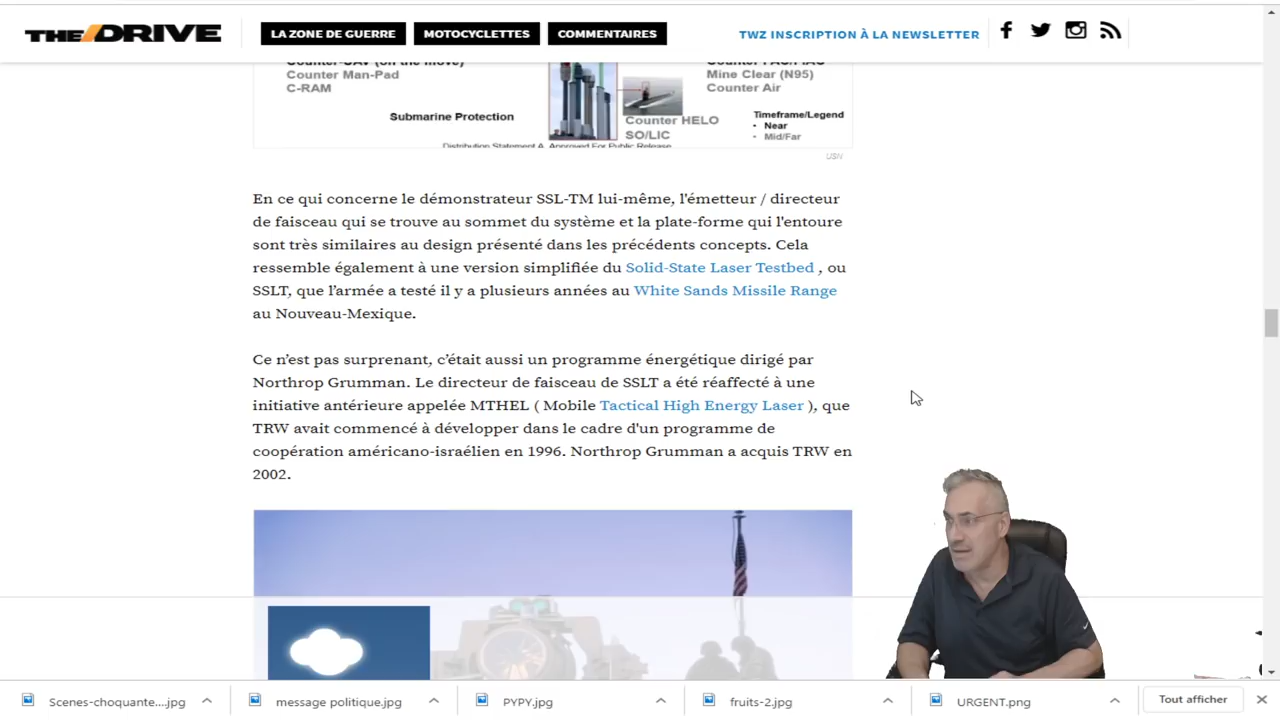 THE/DRIVE
LA ZONE DE GUERRE
MOTOCYCLETTES
COMMENTAIRES
TWZ INSCRIPTION À LA NEWSLETTER
Counter Man-Pad
C-RAM
Submarine Protection
Counter HELO
SO/LIC
Mine Clear (N95)
Counter Air
Timeframe/Legend
• Near
• Mid/Far
Distribution Statement A. Approved For Public Release
USN
En ce qui concerne le démonstrateur SSL-TM lui-même, l'émetteur / directeur
de faisceau qui se trouve au sommet du système et la plate-forme qui l'entoure
sont très similaires au design présenté dans les précédents concepts. Cela
ressemble également à une version simplifiée du Solid-State Laser Testbed , ou
SSLT, que l’armée a testé il y a plusieurs années au White Sands Missile Range
au Nouveau-Mexique.
Ce n’est pas surprenant, c’était aussi un programme énergétique dirigé par
Northrop Grumman. Le directeur de faisceau de SSLT a été réaffecté à une
initiative antérieure appelée MTHEL ( Mobile Tactical High Energy Laser ), que
TRW avait commencé à développer dans le cadre d'un programme de
coopération américano-israélien en 1996. Northrop Grumman a acquis TRW en
2002.
Scenes-choquante....jpg
message politique.jpg
PYPY.jpg
fruits-2.jpg
URGENT.png
Tout afficher